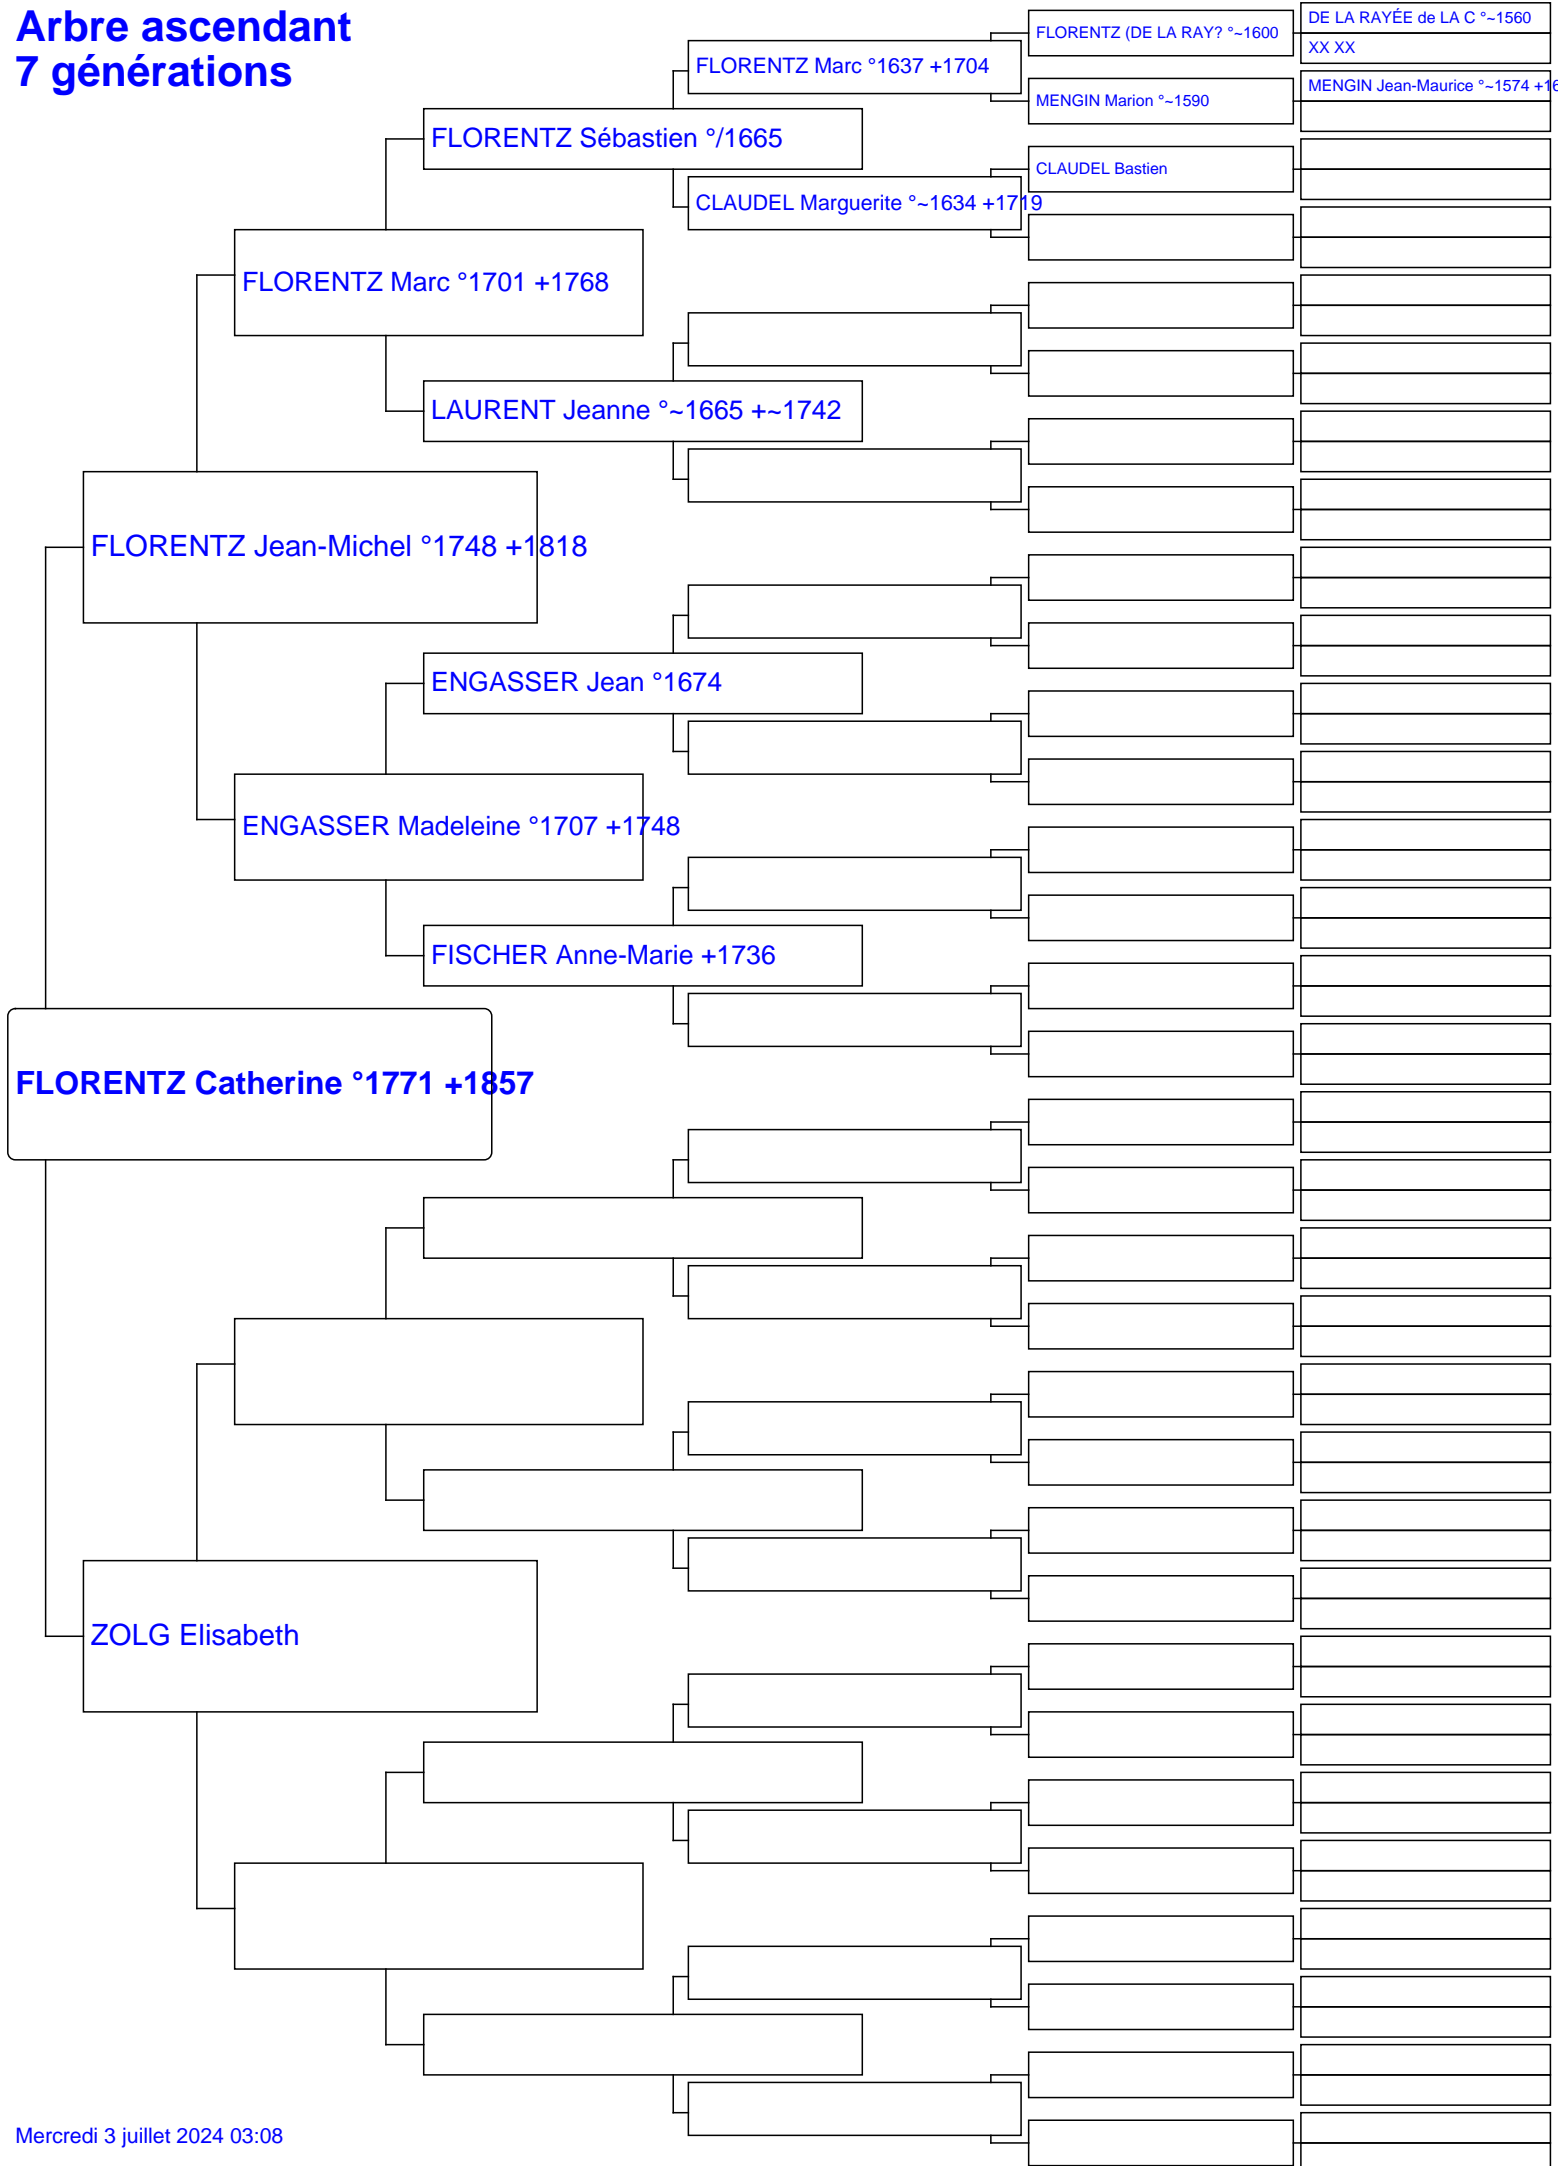 Arbre ascendant
7 générations
FLORENTZ (DE LA RAY? °~1600
DE LA RAYÉE de LA C °~1560
XX XX
FLORENTZ Marc °1637 +1704
MENGIN Marion °~1590
MENGIN Jean-Maurice °~1574 +16
FLORENTZ Sébastien °/1665
CLAUDEL Bastien
CLAUDEL Marguerite °~1634 +1719
FLORENTZ Marc °1701 +1768
LAURENT Jeanne °~1665 +~1742
FLORENTZ Jean-Michel °1748 +1818
ENGASSER Jean °1674
ENGASSER Madeleine °1707 +1748
FISCHER Anne-Marie +1736
FLORENTZ Catherine °1771 +1857
ZOLG Elisabeth
Mercredi 3 juillet 2024 03:08